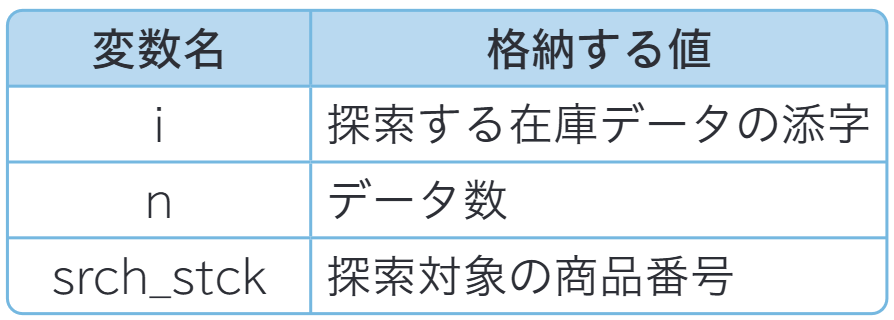 変数名 格納する値
i 探索する在庫データの添字
n データ数
srch_stck 探索対象の商品番号